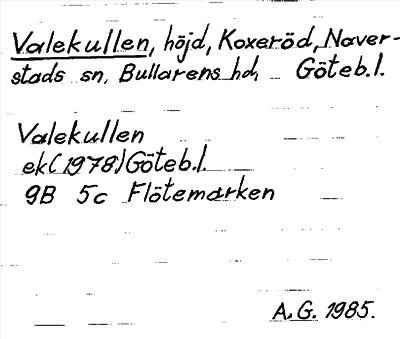 Valekullen, höjd, Koxeröd, Naver-
stads sn, Bullarens hd, Göteb.l.
Valekullen
ek (1978) Göteb.l.
9B 5c Flötemarken
A.G. 1985.